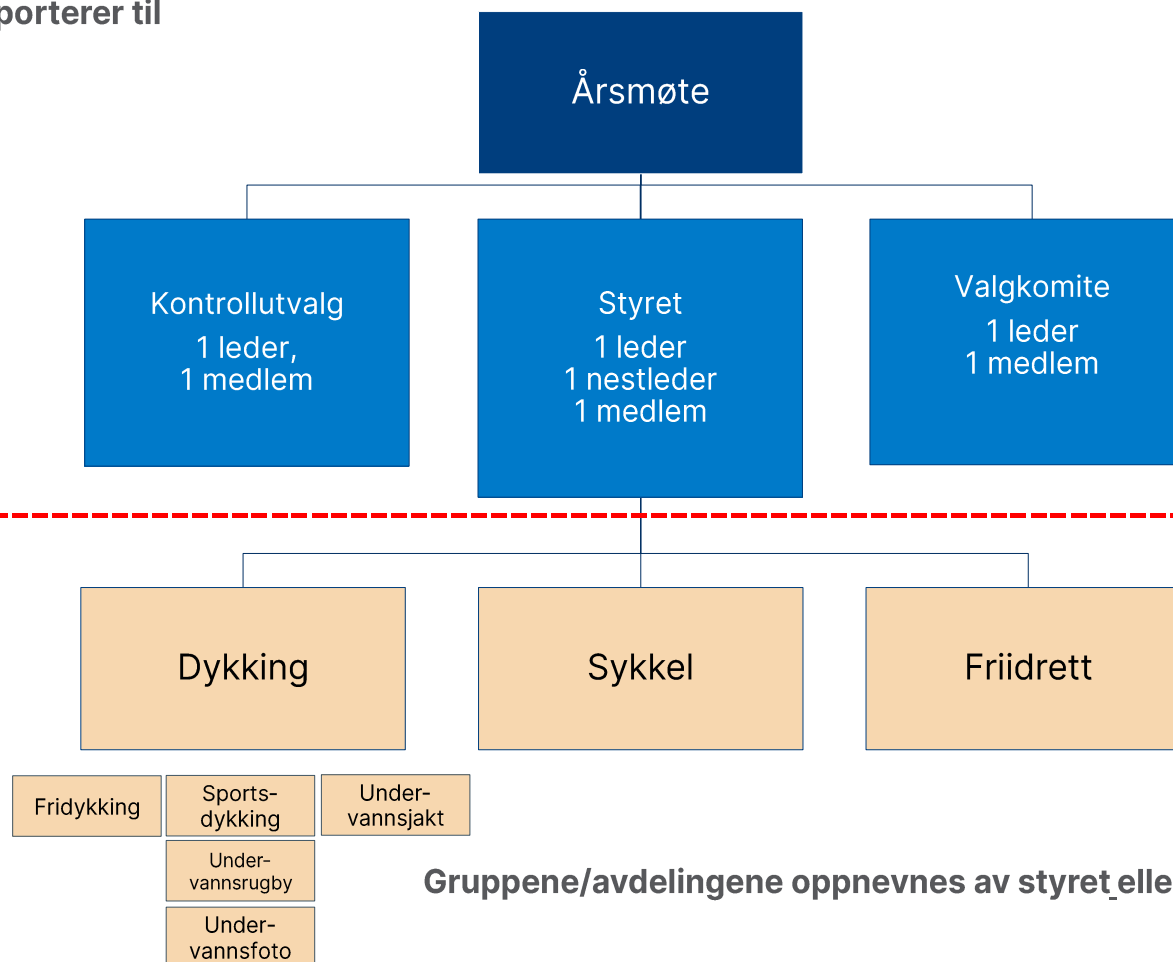 porterer til
Årsmøte
Kontrollutvalg
1 leder,
1 medlem
Styret
1 leder
1 nestleder
1 medlem
Valgkomite
1 leder
1 medlem
Dykking
Sykkel
Friidrett
Fridykking
Sports-
dykking
Under-
vannsjakt
Under-
vannsrugby
Under-
vannsfoto
Gruppene/avdelingene oppnevnes av styret elle